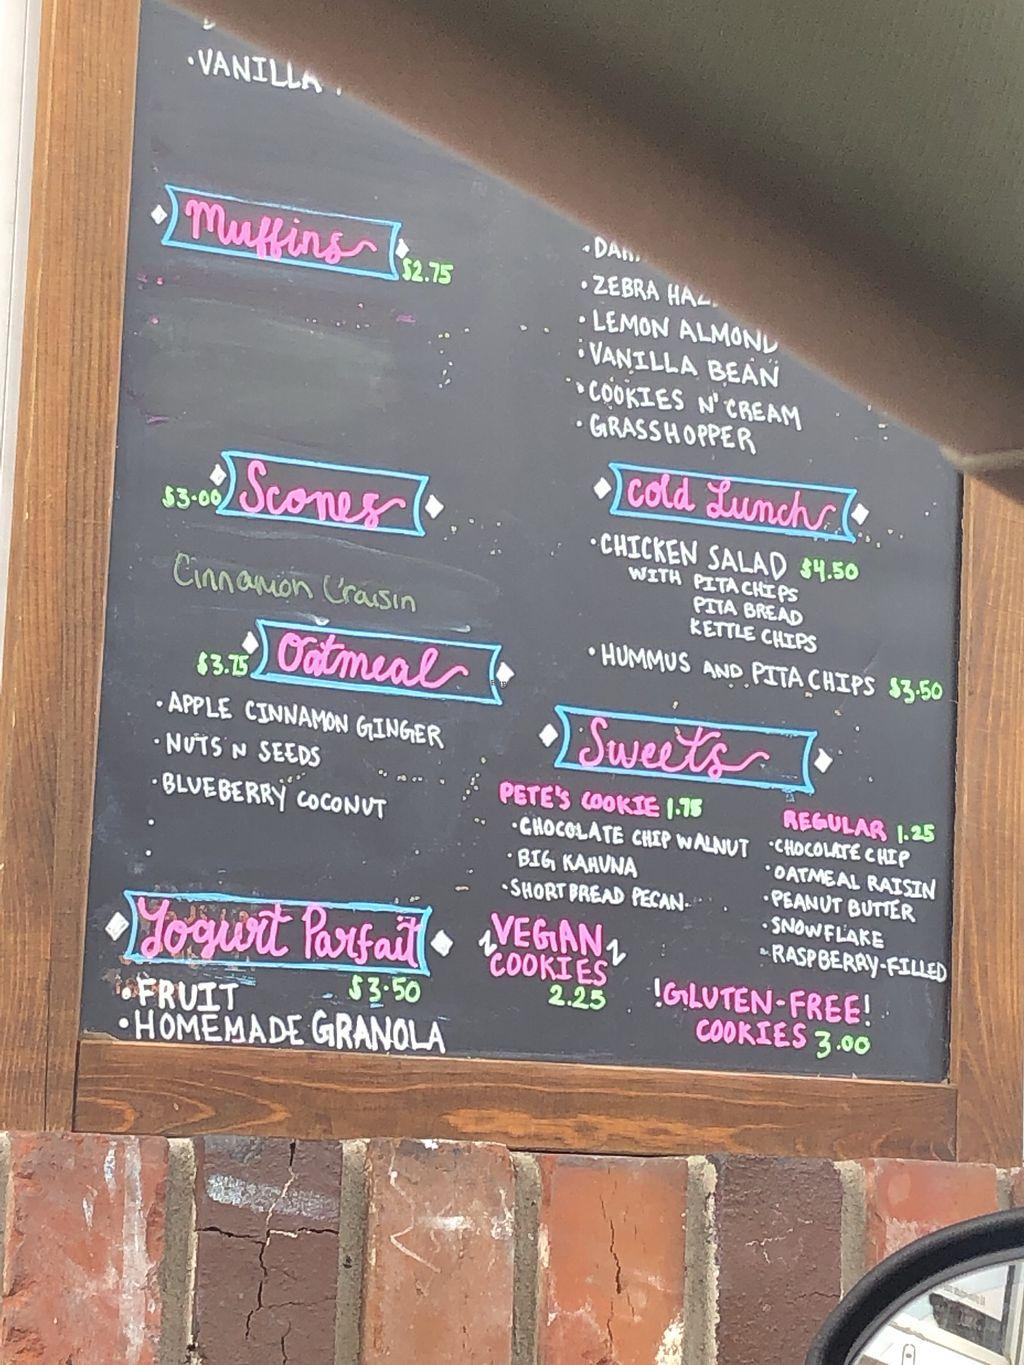 • VANILLA
Muffins
$2.75
• ZEBRA
• LEMON ALMOND
• VANILLA BEAN
• COOKIES N' CREAM
• GRASSHOPPER
$3.00 Scones
Cinnamon Craisin
$3.75 Oatmeal
• APPLE CINNAMON GINGER
• NUTS N SEEDS
• BLUEBERRY COCONUT
•
•
Yogurt Parfait
• FRUIT $3.50
• HOMEMADE GRANOLA
Cold Lunch
• CHICKEN SALAD $4.50
WITH PITA CHIPS
PITA BREAD
KETTLE CHIPS
• HUMMUS AND PITA CHIPS $3.50
Sweets
PETE'S COOKIE 1.75
• CHOCOLATE CHIP WALNUT
• BIG KAHUNA
• SHORTBREAD PECAN
REGULAR 1.25
• CHOCOLATE CHIP
• OATMEAL RAISIN
• PEANUT BUTTER
• SNOWFLAKE
• RASPBERRY-FILLED
VEGAN
COOKIES
2.25
!GLUTEN-FREE!
COOKIES 3.00